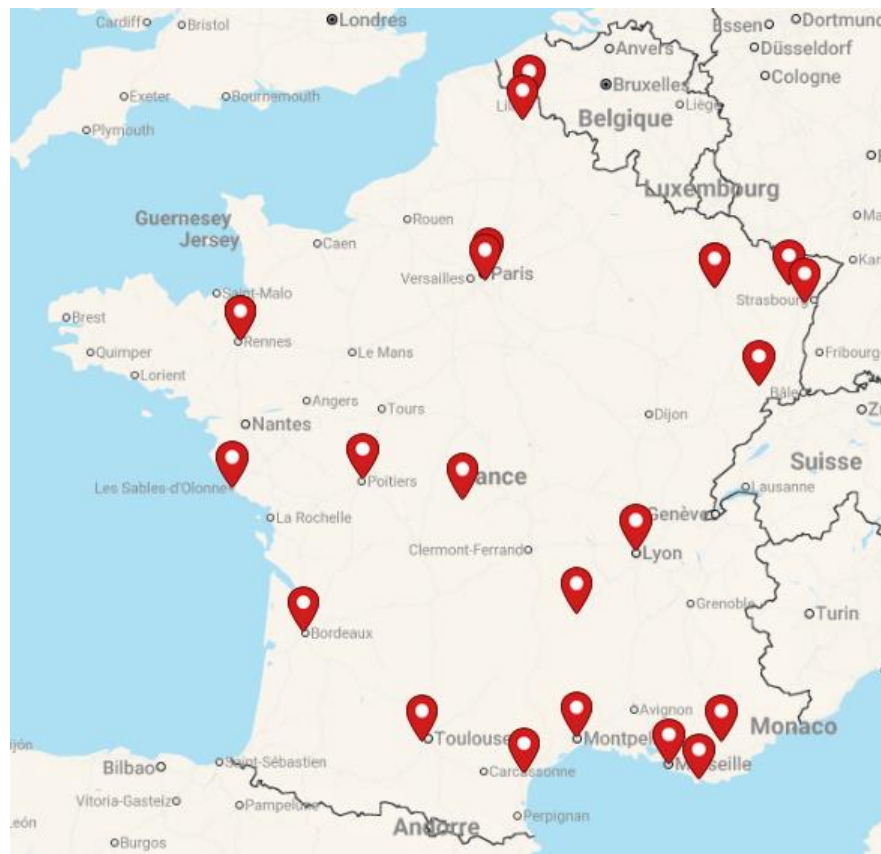 Cardiff
Bristol
Londres
Essen
Dortmund
Anvers
Düsseldorf
Exeter
Bournemouth
Bruxelles
Cologne
Plymouth
Liège
Belgique
Luxembourg
Guernesey
Jersey
Rouen
Caen
Versailles
Paris
Saint-Malo
Strasbourg
Brest
Rennes
Quimper
Le Mans
Fribourg
Lorient
Bâle
Angers
Tours
Dijon
Nantes
Suisse
Poitiers
Les Sables-d'Olonne
Lausanne
La Rochelle
Genève
Clermont-Ferrand
Lyon
Grenoble
Turin
Bordeaux
Avignon
Monaco
Toulouse
Montpel
Saint-Sébastien
Bilbao
Carcassonne
Vitoria-Gasteiz
Perpignan
Andorre
Burgos